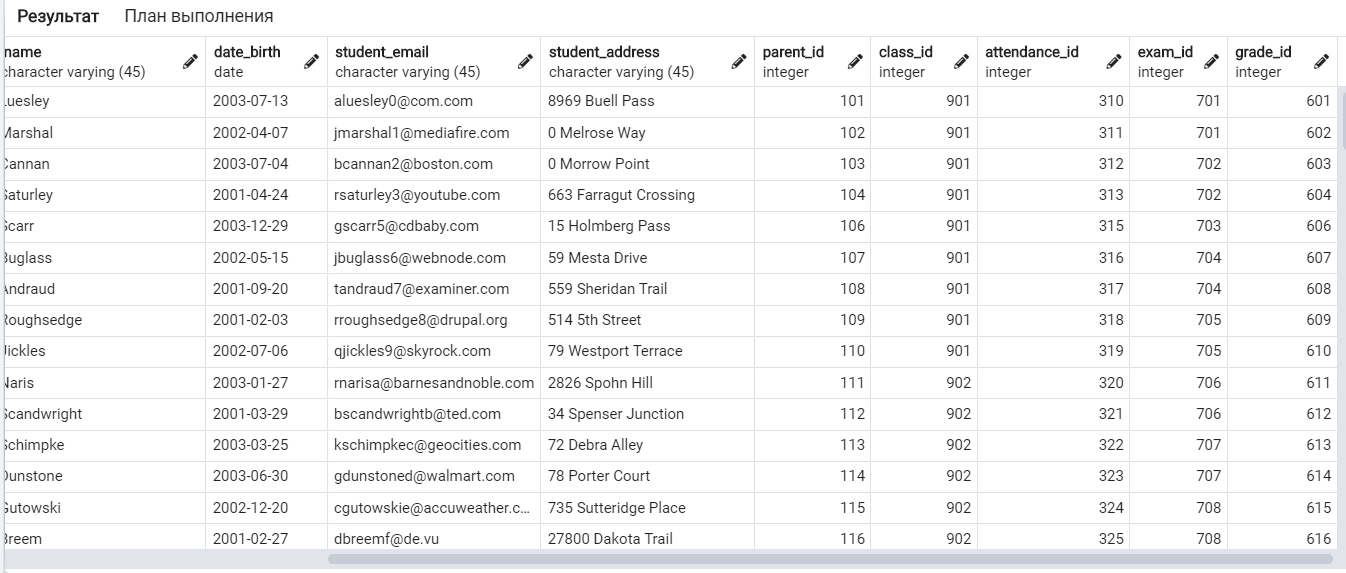 Результат План выполнения
name date_birth student_email student_address parent_id class_id attendance_id exam_id grade_id
character varying (45) date character varying (45) character varying (45) integer integer integer integer integer
Luesley 2003-07-13 aluesley0@com.com 8969 Buell Pass 101 901 310 701 601
Marshal 2002-04-07 jmarshal1@mediafire.com 0 Melrose Way 102 901 311 701 602
Cannan 2003-07-04 bcannan2@boston.com 0 Morrow Point 103 901 312 702 603
Saturley 2001-04-24 rsaturley3@youtube.com 663 Farragut Crossing 104 901 313 702 604
Scarr 2003-12-29 gscarr5@cdbaby.com 15 Holmberg Pass 106 901 315 703 606
Buglass 2002-05-15 jbuglass6@webnode.com 59 Mesta Drive 107 901 316 704 607
Andraud 2001-09-20 tandraud7@examiner.com 559 Sheridan Trail 108 901 317 704 608
Roughsedge 2001-02-03 rroughsedge8@drupal.org 514 5th Street 109 901 318 705 609
Jickles 2002-07-06 qjickles9@skyrock.com 79 Westport Terrace 110 901 319 705 610
Naris 2003-01-27 rnarisa@barnesandnoble.com 2826 Spohn Hill 111 902 320 706 611
Scandwright 2001-03-29 bscandwrightb@ted.com 34 Spenser Junction 112 902 321 706 612
Schimpke 2003-03-25 kschimpkec@geocities.com 72 Debra Alley 113 902 322 707 613
Dunstone 2003-06-30 gdunstoned@walmart.com 78 Porter Court 114 902 323 707 614
Gutowski 2002-12-20 cgutowskie@accuweather.c... 735 Sutteridge Place 115 902 324 708 615
Breem 2001-02-27 dbreemf@de.vu 27800 Dakota Trail 116 902 325 708 616